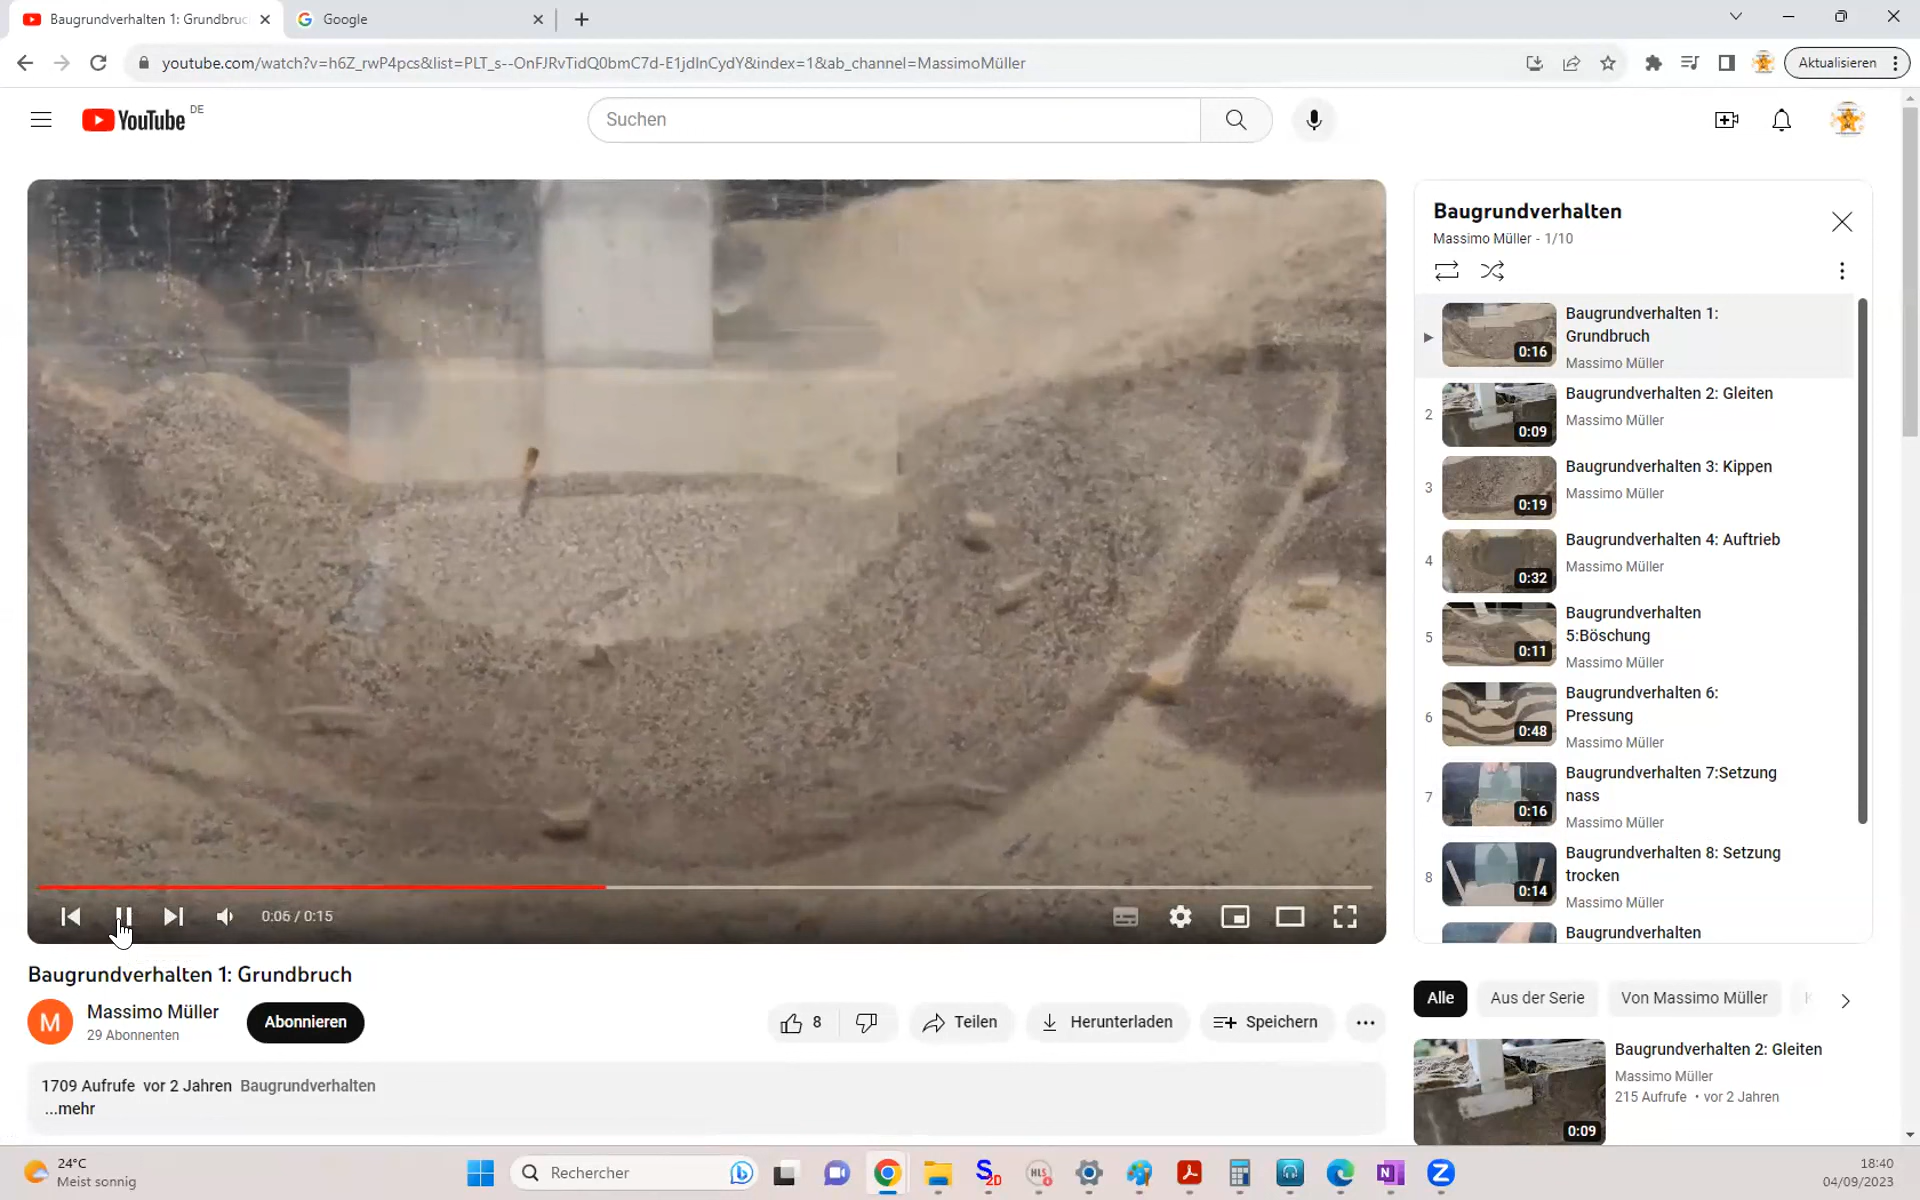 Baugrundverhalten 1: Grundbruc
Google
youtube.com/watch?v=h6Z_rwP4pcs&list=PLT_s--OnFJRvTidQ0bmC7d-E1jdlnCydY&index=1&ab_channel=MassimoMüller
Aktualisieren
YouTube DE
Suchen
Baugrundverhalten
Massimo Müller - 1/10
Baugrundverhalten 1:
Grundbruch
0:16
Massimo Müller
2
Baugrundverhalten 2: Gleiten
Massimo Müller
0:09
3
Baugrundverhalten 3: Kippen
Massimo Müller
0:19
4
Baugrundverhalten 4: Auftrieb
Massimo Müller
0:32
5
Baugrundverhalten
5:Böschung
0:11
Massimo Müller
6
Baugrundverhalten 6:
Pressung
0:48
Massimo Müller
7
Baugrundverhalten 7:Setzung
nass
0:16
Massimo Müller
8
Baugrundverhalten 8: Setzung
trocken
0:14
Massimo Müller
Baugrundverhalten
0:06 / 0:15
Baugrundverhalten 1: Grundbruch
M
Massimo Müller
29 Abonnenten
Abonnieren
8
Teilen
Herunterladen
Speichern
1709 Aufrufe vor 2 Jahren Baugrundverhalten
...mehr
Alle
Aus der Serie
Von Massimo Müller
Baugrundverhalten 2: Gleiten
Massimo Müller
215 Aufrufe • vor 2 Jahren
0:09
24°C
Meist sonnig
Rechercher
S
2D
HLS
N
Z
18:40
04/09/2023